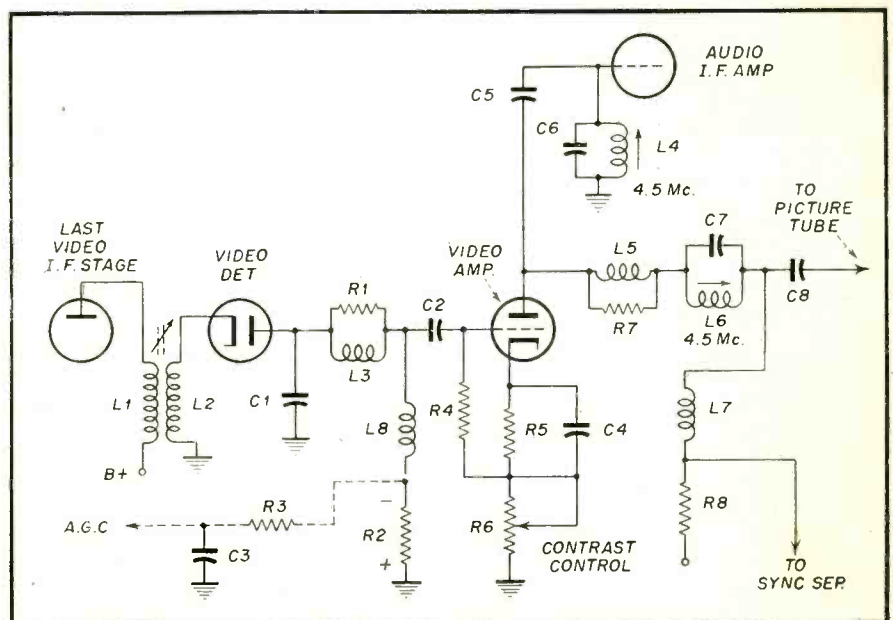 AUDIO
I.F. AMP
C5
C6
L4
4.5 Mc.
TO
PICTURE
TUBE
LAST
VIDEO
I.F. STAGE
VIDEO
DET
VIDEO
AMP.
L5
C7
R1
C2
C8
R7
L6
4.5 Mc.
L3
L1
L2
C1
L8
R4
R5
C4
L7
B+
R3
A.G.C
−
R2
+
R6
CONTRAST
CONTROL
R8
C3
TO
SYNC SEP.